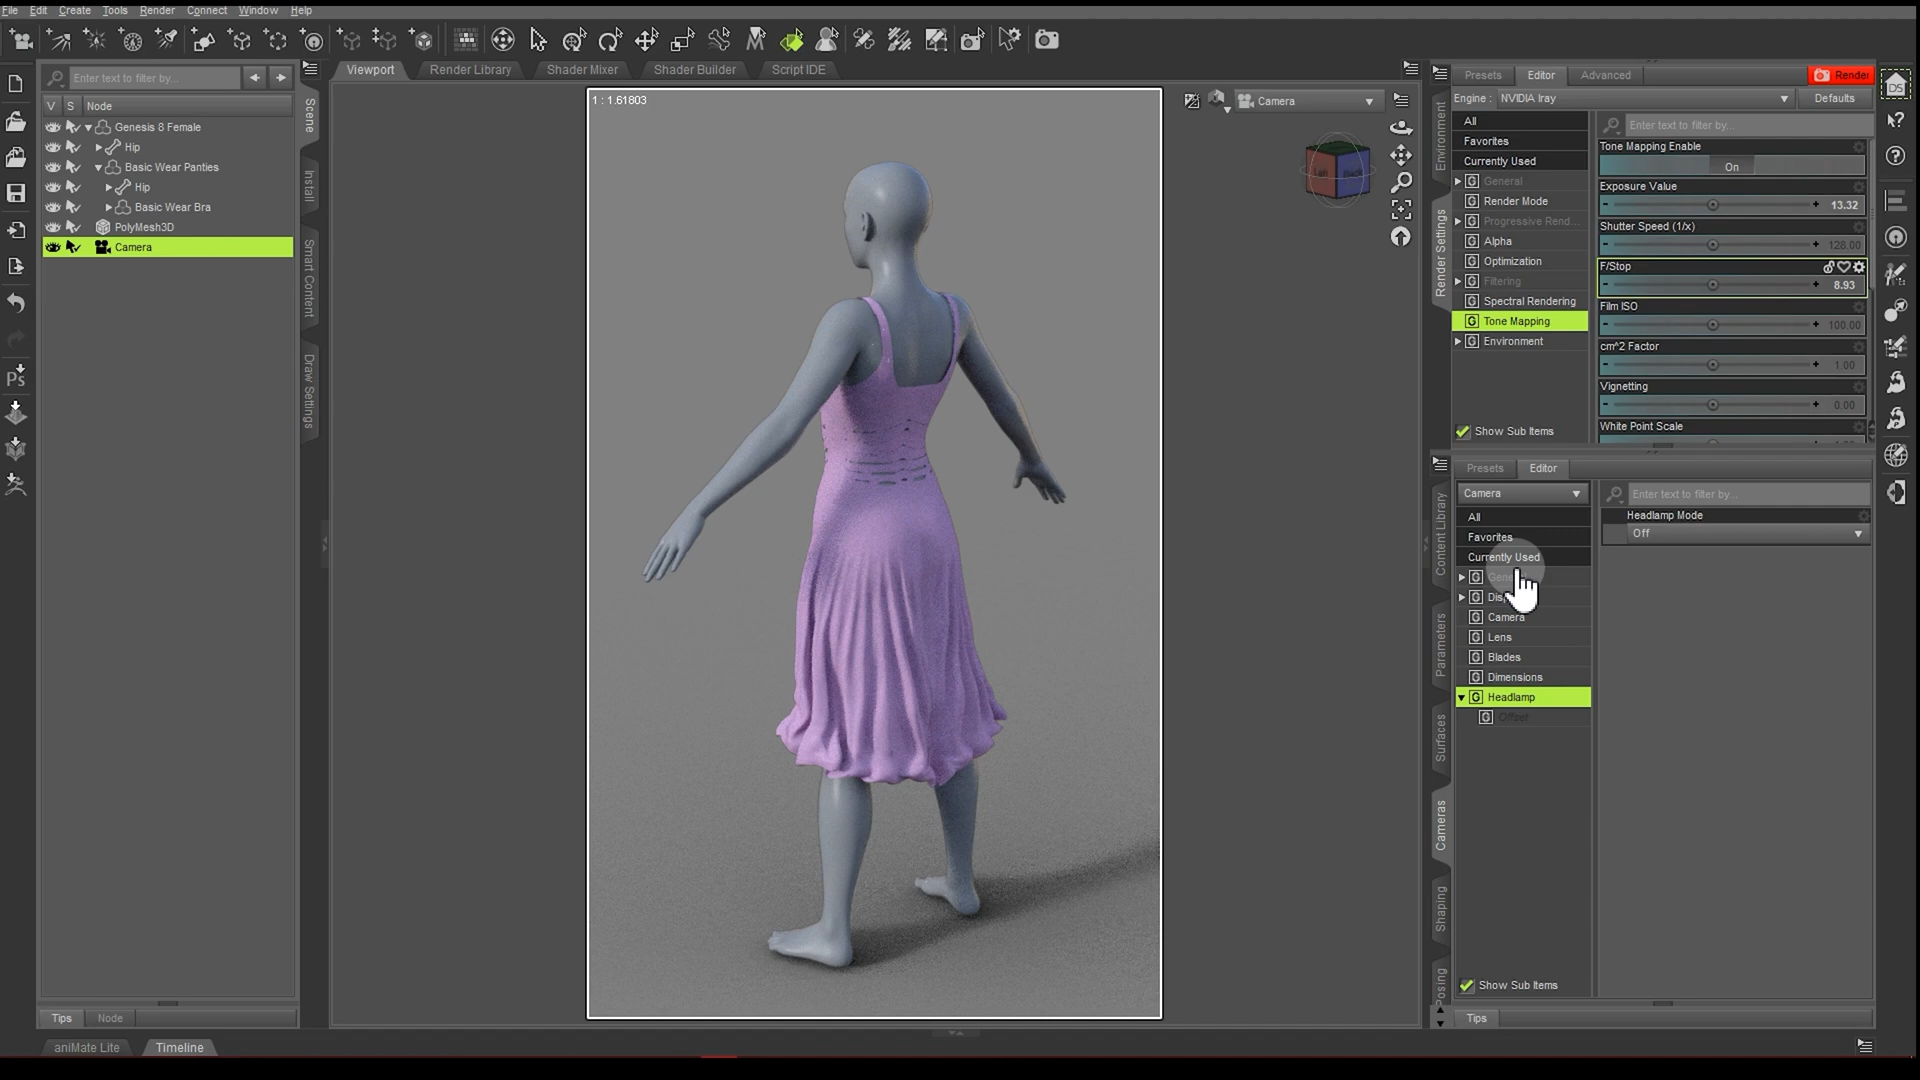 File Edit Create Tools Render Connect Window Help
Enter text to filter by...
V S Node
Genesis 8 Female
Hip
Basic Wear Panties
Hip
Basic Wear Bra
PolyMesh3D
Camera
Tips Node
aniMate Lite Timeline
Scene
Install
Smart Content
Draw Settings
Ps
Viewport Render Library Shader Mixer Shader Builder Script IDE
1 : 1.61803
Camera
Back
Environment
Render Settings
Presets Editor Advanced Render
Engine : NVIDIA Iray Defaults
All
Favorites
Currently Used
General
Render Mode
Progressive Rend...
Alpha
Optimization
Filtering
Spectral Rendering
Tone Mapping
Environment
Show Sub Items
Enter text to filter by...
Tone Mapping Enable
On
Exposure Value
13.32
Shutter Speed (1/x)
128.00
F/Stop
8.93
Film ISO
100.00
cm^2 Factor
1.00
Vignetting
0.00
White Point Scale
Content Library
Parameters
Surfaces
Cameras
Shaping
Posing
Presets Editor
Camera
All
Favorites
Currently Used
Camera
Lens
Blades
Dimensions
Headlamp
Offset
Show Sub Items
Enter text to filter by...
Headlamp Mode
Off
Tips
DS